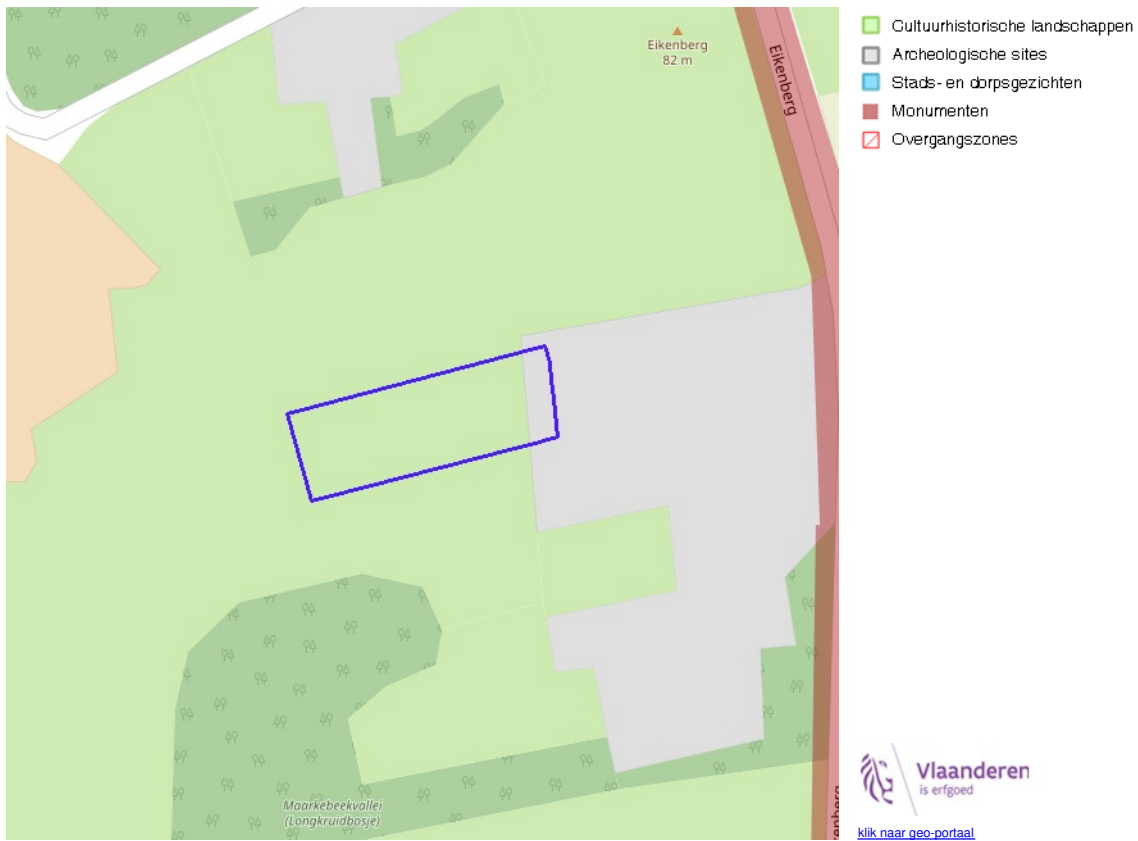 Eikenberg
82 m
Eikenberg
Maarkebeekvallei
(Longkruidbosje)
Cultuurhistorische landschappen
Archeologische sites
Stads- en dorpsgezichten
Monumenten
Overgangszones
Vlaanderen
is erfgoed
klik naar geo-portaal